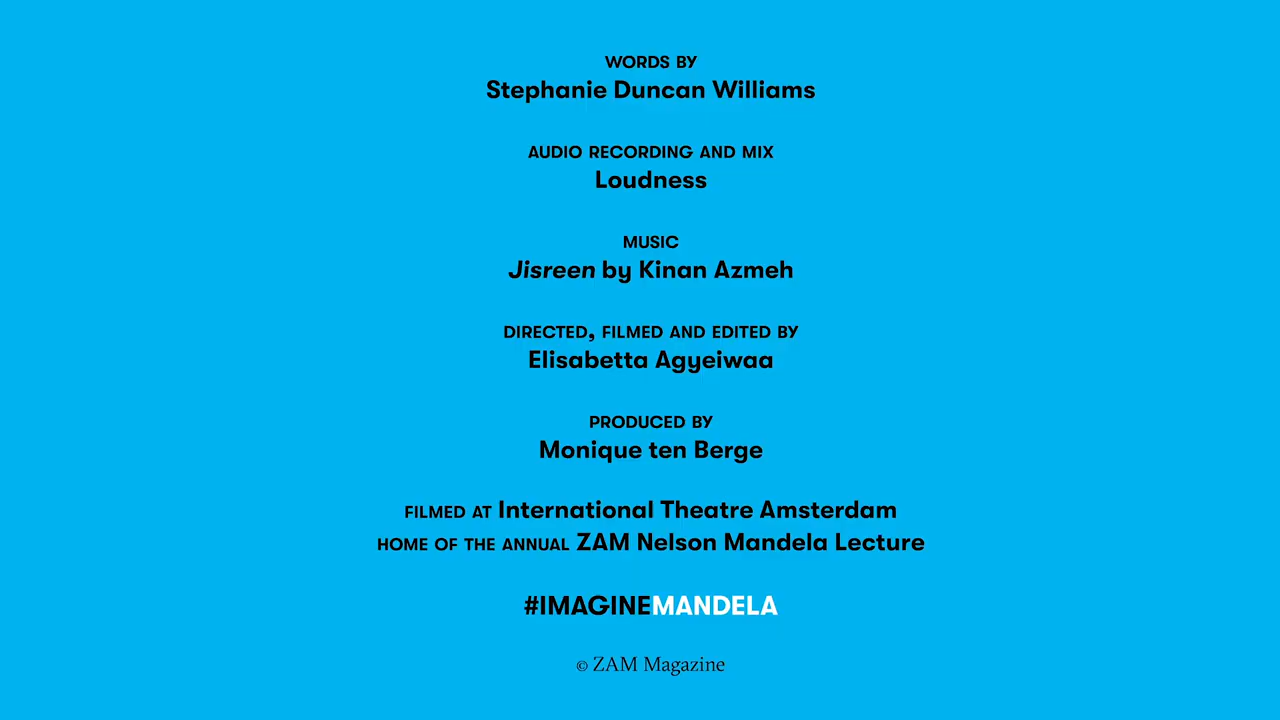 WORDS BY
Stephanie Duncan Williams
AUDIO RECORDING AND MIX
Loudness
MUSIC
Jisreen by Kinan Azmeh
DIRECTED, FILMED AND EDITED BY
Elisabetta Agyeiwaa
PRODUCED BY
Monique ten Berge
FILMED AT International Theatre Amsterdam
HOME OF THE ANNUAL ZAM Nelson Mandela Lecture
#IMAGINEMANDELA
© ZAM Magazine